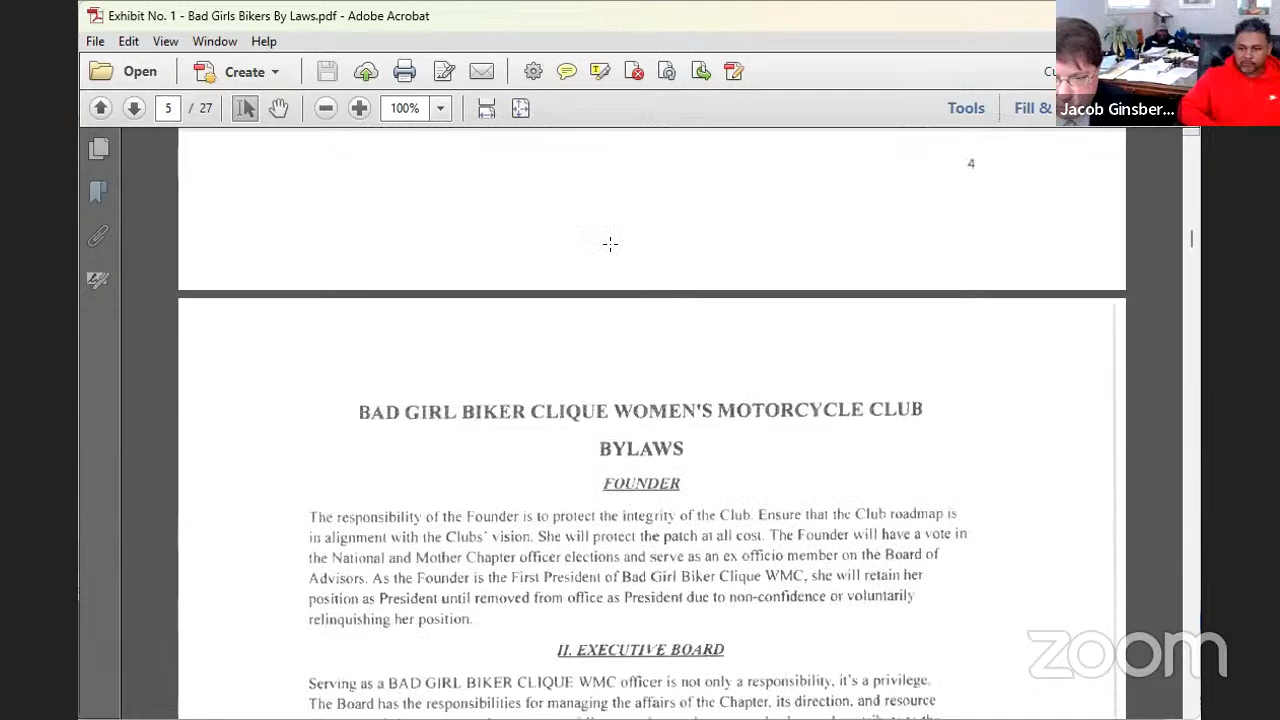 Exhibit No. 1 - Bad Girls Bikers By Laws.pdf - Adobe Acrobat
File Edit View Window Help
Open Create
5 / 27 100% Tools Fill &
Jacob Ginsber...
4
BAD GIRL BIKER CLIQUE WOMEN'S MOTORCYCLE CLUB
BYLAWS
FOUNDER
The responsibility of the Founder is to protect the integrity of the Club. Ensure that the Club roadmap is
in alignment with the Clubs' vision. She will protect the patch at all cost. The Founder will have a vote in
the National and Mother Chapter officer elections and serve as an ex officio member on the Board of
Advisors. As the Founder is the First President of Bad Girl Biker Clique WMC, she will retain her
position as President until removed from office as President due to non-confidence or voluntarily
relinquishing her position.
II. EXECUTIVE BOARD
Serving as a BAD GIRL BIKER CLIQUE WMC officer is not only a responsibility, it's a privilege.
The Board has the responsibilities for managing the affairs of the Chapter, its direction, and resource
zoom